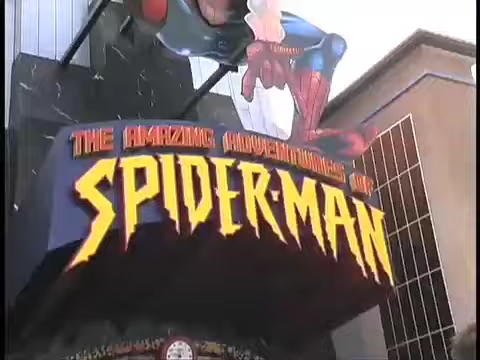 THE AMAZING ADVENTURES OF
SPIDER-MAN